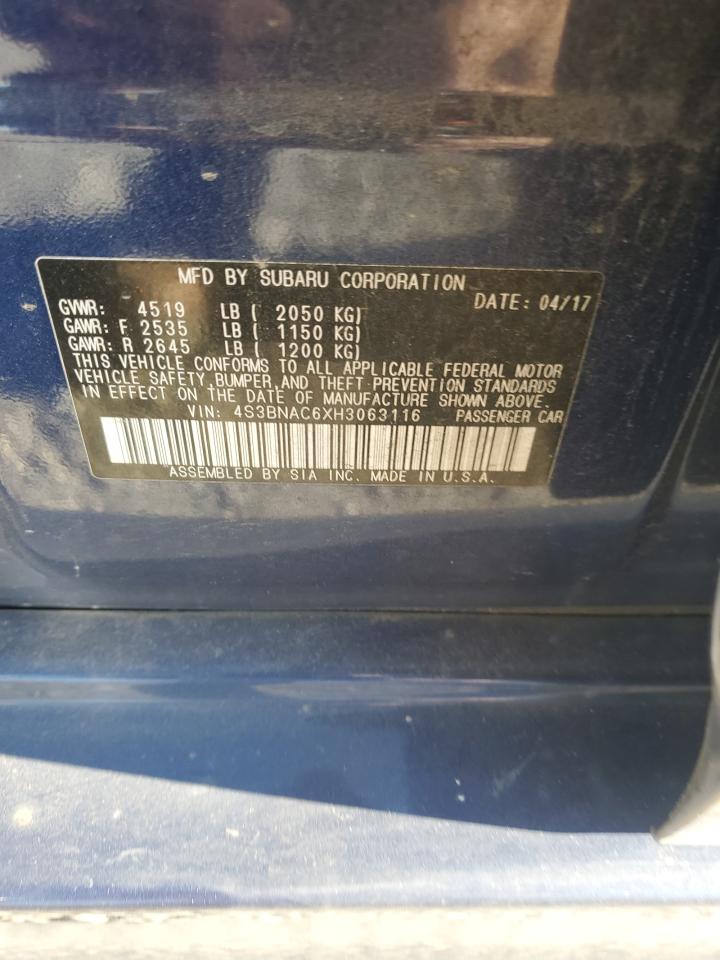 MFD BY SUBARU CORPORATION
GVWR: 4519 LB ( 2050 KG) DATE: 04/17
GAWR: F 2535 LB ( 1150 KG)
GAWR: R 2645 LB ( 1200 KG)
THIS VEHICLE CONFORMS TO ALL APPLICABLE FEDERAL MOTOR
VEHICLE SAFETY, BUMPER, AND THEFT PREVENTION STANDARDS
IN EFFECT ON THE DATE OF MANUFACTURE SHOWN ABOVE.
VIN: 4S3BNAC6XH3063116 PASSENGER CAR
ASSEMBLED BY SIA INC. MADE IN U.S.A.